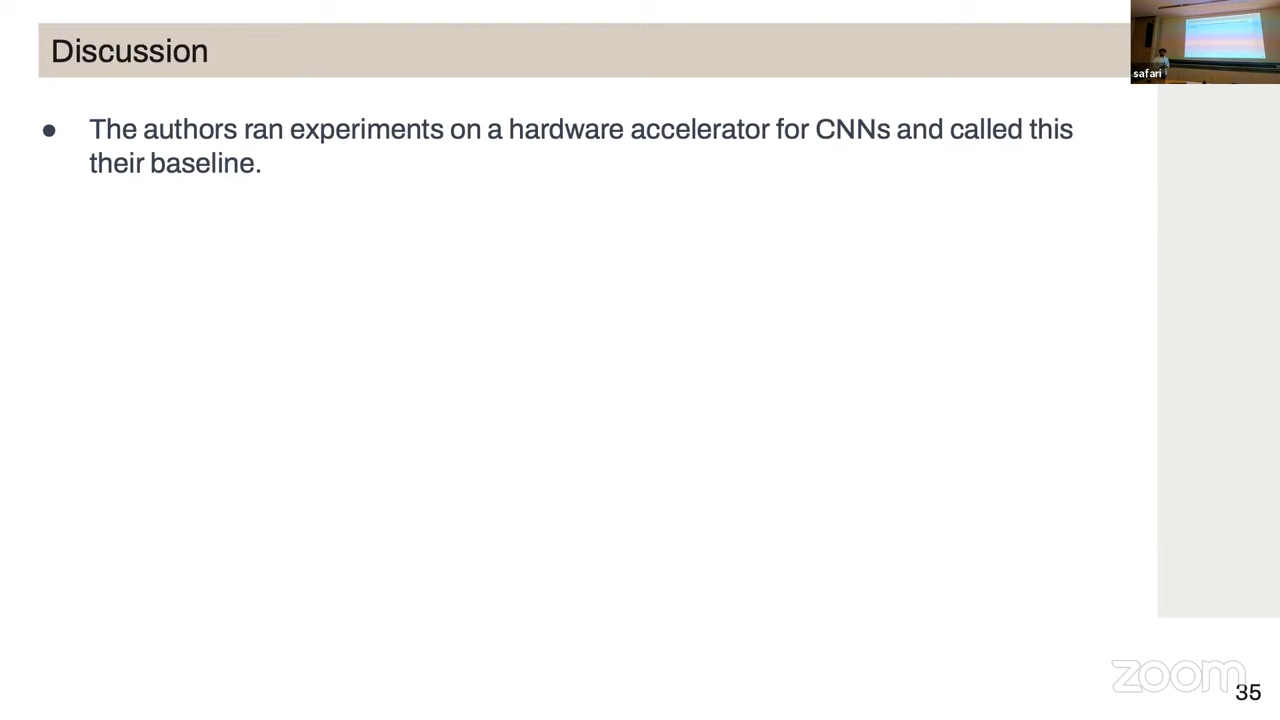 Discussion
safari
● The authors ran experiments on a hardware accelerator for CNNs and called this
their baseline.
zoom
35